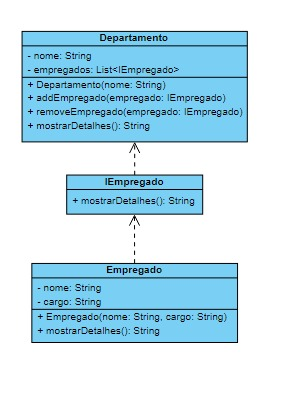 Departamento
- nome: String
- empregados: List<IEmpregado>
+ Departamento(nome: String)
+ addEmpregado(empregado: IEmpregado)
+ removeEmpregado(empregado: IEmpregado)
+ mostrarDetalhes(): String
IEmpregado
+ mostrarDetalhes(): String
Empregado
- nome: String
- cargo: String
+ Empregado(nome: String, cargo: String)
+ mostrarDetalhes(): String